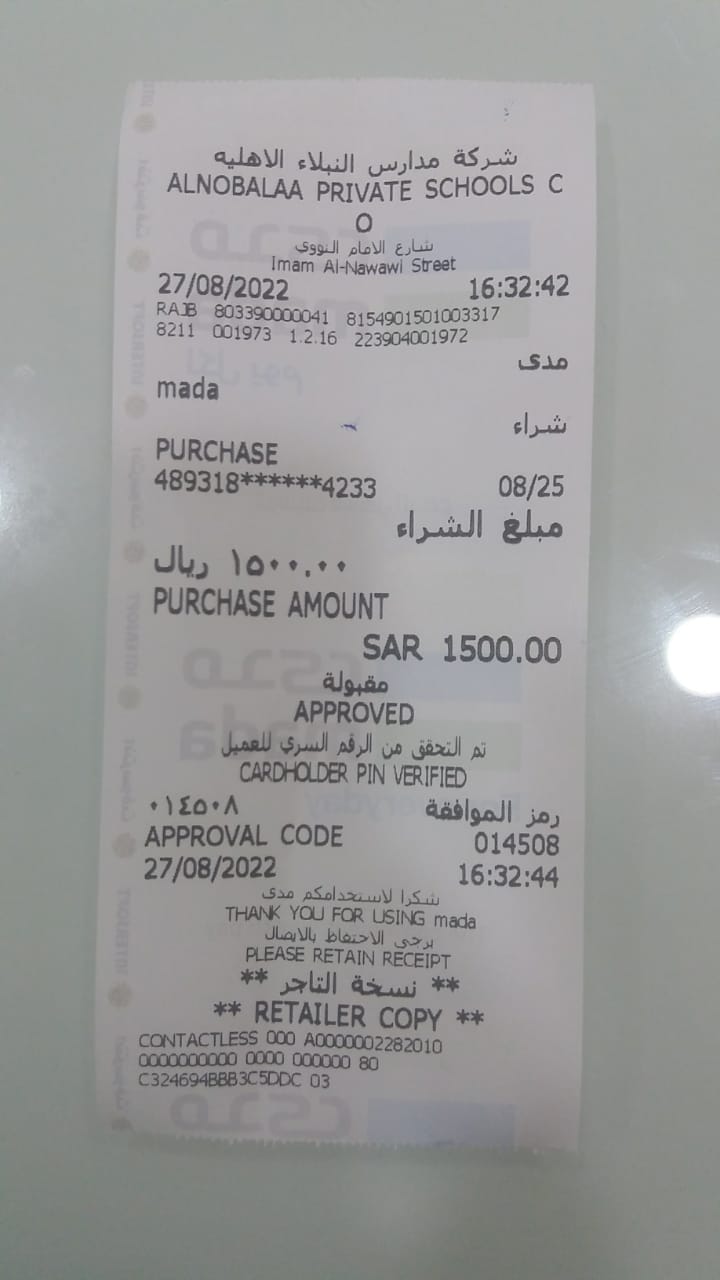 شركة مدارس النبلاء الاهليه
ALNOBALAA PRIVATE SCHOOLS C
O
شارع الامام النووي
Imam Al-Nawawi Street
27/08/2022 16:32:42
RAJB 803390000041 8154901501003317
8211 001973 1.2.16 223904001972
مدى
mada
شراء
PURCHASE
489318******4233 08/25
مبلغ الشراء
١٥٠٠.٠٠ ريال
PURCHASE AMOUNT
SAR 1500.00
مقبولة
APPROVED
تم التحقق من الرقم السري للعميل
CARDHOLDER PIN VERIFIED
رمز الموافقة ٠١٤٥٠٨
APPROVAL CODE 014508
27/08/2022 16:32:44
شكرا لاستخدامكم مدى
THANK YOU FOR USING mada
يرجى الاحتفاظ بالايصال
PLEASE RETAIN RECEIPT
** نسخة التاجر **
** RETAILER COPY **
CONTACTLESS 000 A0000002282010
0000000000 0000 000000 80
C324694BBB3C5DDC 03